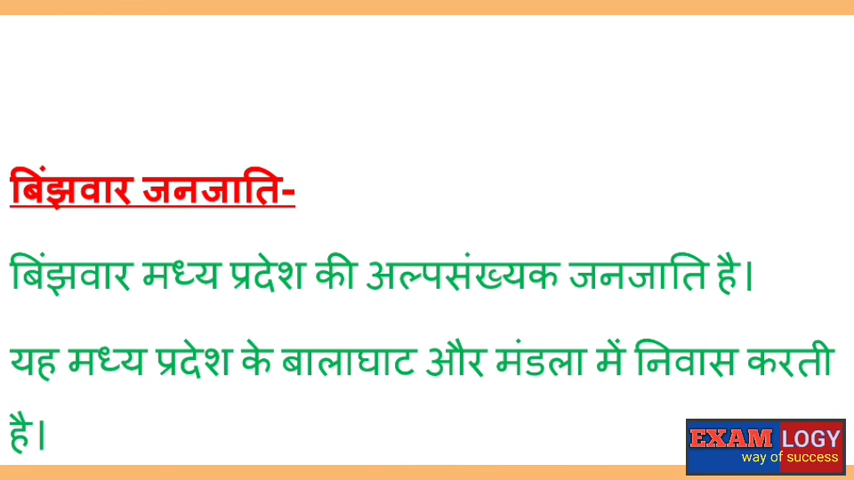 बिंझवार जनजाति-
बिंझवार मध्य प्रदेश की अल्पसंख्यक जनजाति है।
यह मध्य प्रदेश के बालाघाट और मंडला में निवास करती
है।
EXAM LOGY
way of success